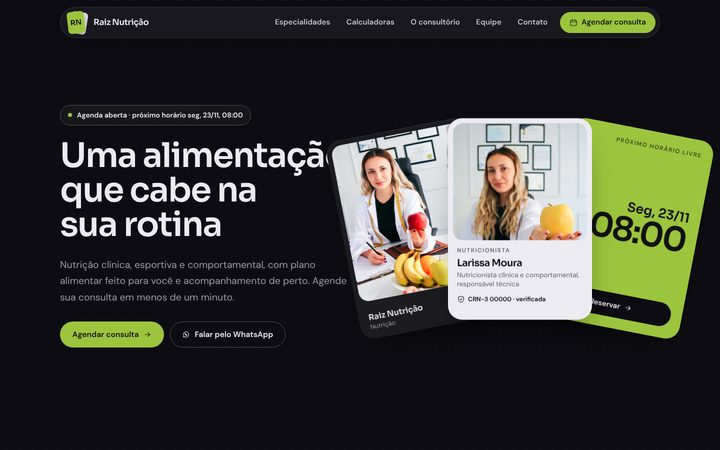 RN Raiz Nutrição
Especialidades Calculadoras O consultório Equipe Contato Agendar consulta
Agenda aberta · próximo horário seg, 23/11, 08:00
Uma alimentaçã
que cabe na
sua rotina
Nutrição clínica, esportiva e comportamental, com plano
alimentar feito para você e acompanhamento de perto. Agende
sua consulta em menos de um minuto.
Agendar consulta → Falar pelo WhatsApp
Raiz Nutrição
Nutrição
NUTRICIONISTA
Larissa Moura
Nutricionista clínica e comportamental,
responsável técnica
CRN-3 00000 · verificada
PRÓXIMO HORÁRIO LIVRE
Seg, 23/11
08:00
Reservar →